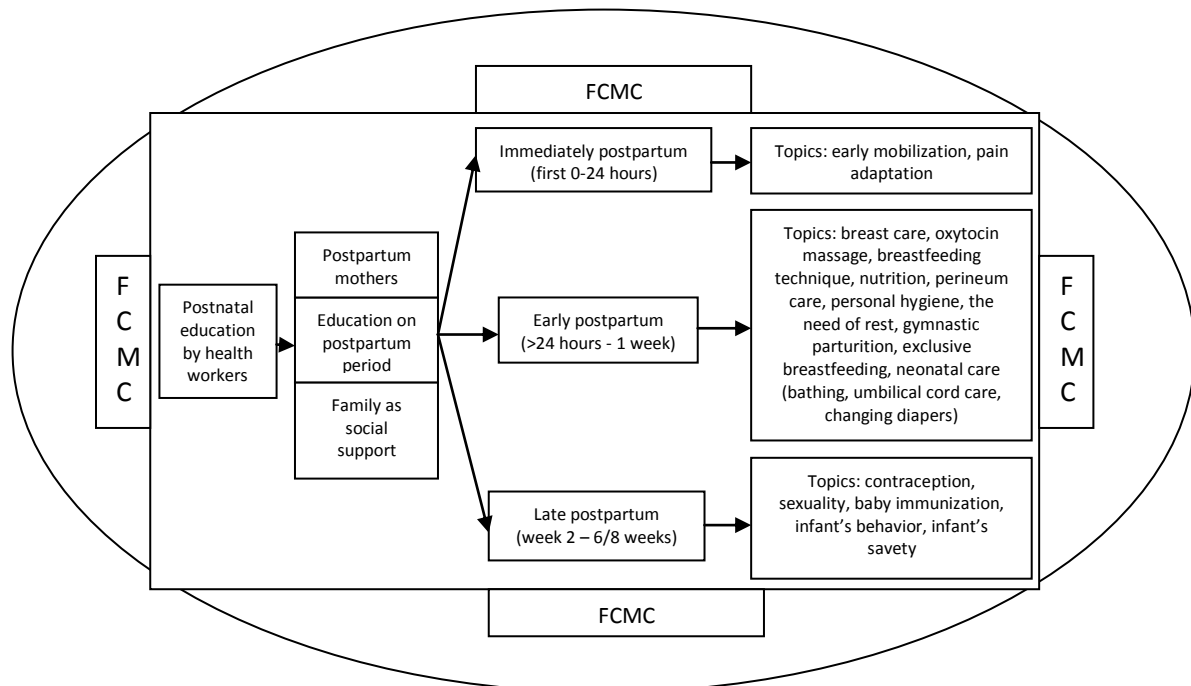 FCMC
F
C
M
C
Postnatal
education
by health
workers
Postpartum
mothers
Education on
postpartum
period
Family as
social
support
Immediately postpartum
(first 0-24 hours)
Topics: early mobilization, pain
adaptation
Early postpartum
(>24 hours - 1 week)
Topics: breast care, oxytocin
massage, breastfeeding
technique, nutrition, perineum
care, personal hygiene, the
need of rest, gymnastic
parturition, exclusive
breastfeeding, neonatal care
(bathing, umbilical cord care,
changing diapers)
Late postpartum
(week 2 – 6/8 weeks)
Topics: contraception,
sexuality, baby immunization,
infant’s behavior, infant’s
savety
F
C
M
C
FCMC